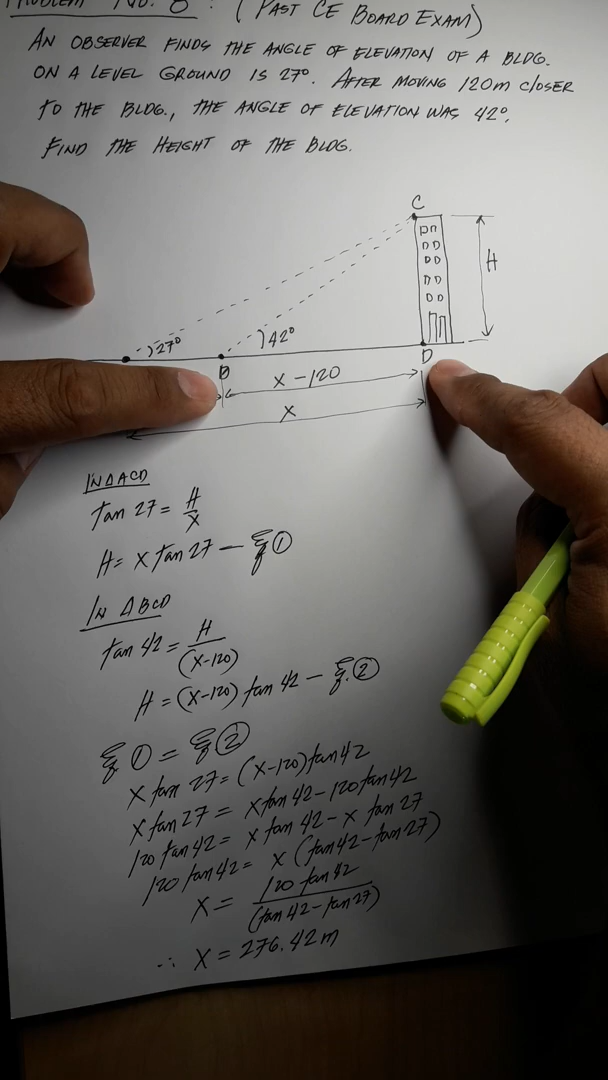 PROBLEM NO. 8 : (PAST CE BOARD EXAM)
AN OBSERVER FINDS THE ANGLE OF ELEVATION OF A BLDG.
ON A LEVEL GROUND IS 27°. AFTER MOVING 120m CLOSER
TO THE BLDG., THE ANGLE OF ELEVATION WAS 42°.
FIND THE HEIGHT OF THE BLDG.
C
H
27°
42°
B
D
X-120
X
IN ΔACD
tan 27 = H/X
H = X tan 27 - Eq ①
IN ΔBCD
tan 42 = H/(X-120)
H = (X-120) tan 42 - Eq. ②
Eq ① = Eq ②
X tan 27 = (X-120) tan 42
X tan 27 = X tan 42 - 120 tan 42
120 tan 42 = X tan 42 - X tan 27
120 tan 42 = X (tan 42 - tan 27)
X = 120 tan 42/(tan 42 - tan 27)
∴ X = 276.42 m